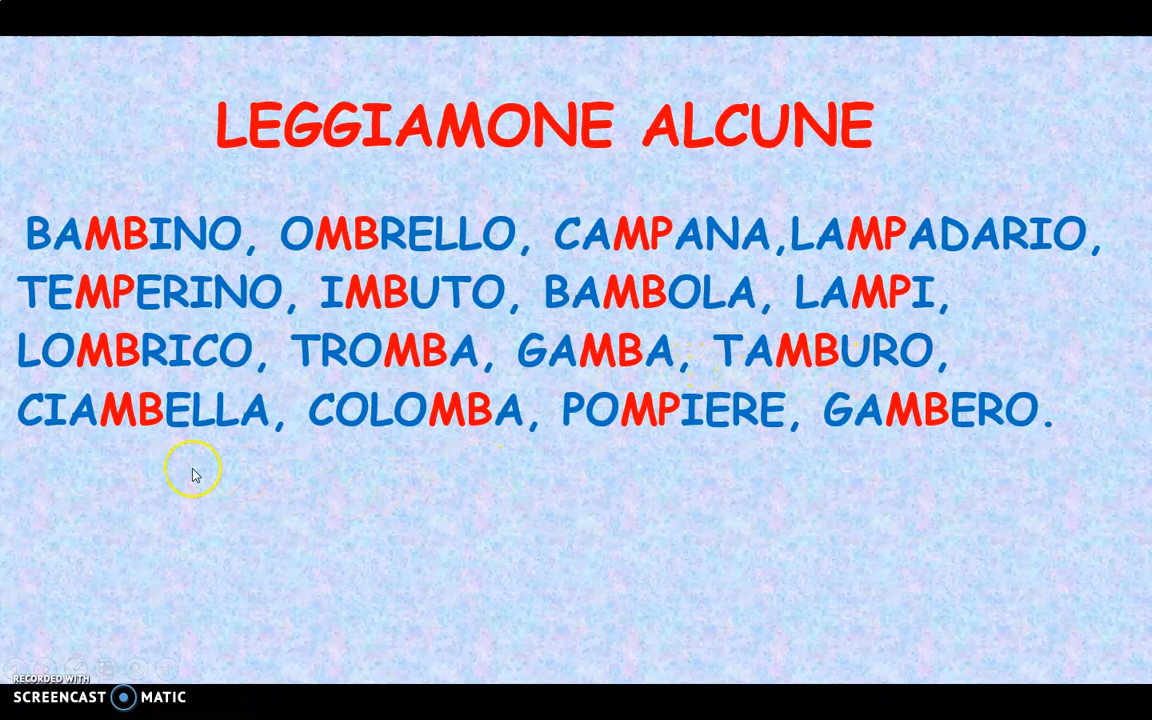 LEGGIAMONE ALCUNE
BAMBINO, OMBRELLO, CAMPANA,LAMPADARIO,
TEMPERINO, IMBUTO, BAMBOLA, LAMPI,
LOMBRICO, TROMBA, GAMBA, TAMBURO,
CIAMBELLA, COLOMBA, POMPIERE, GAMBERO.
RECORDED WITH
SCREENCAST MATIC